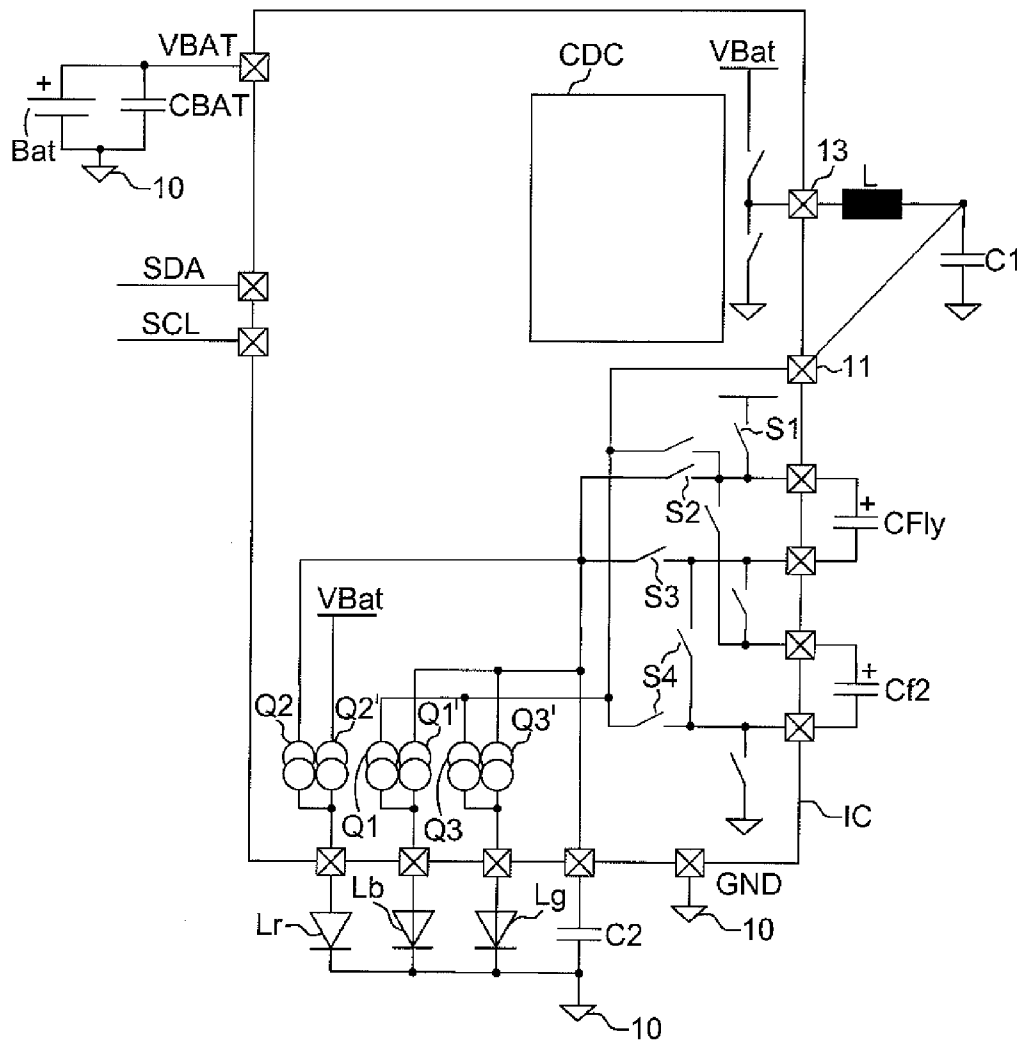 VBAT
VBat
CDC
+
CBAT
Bat
10
13
L
C1
SDA
SCL
11
S1
S2
+
CFly
S3
VBat
S4
+
Cf2
Q2
Q2'
Q1'
Q3'
Q1
Q3
IC
GND
Lb
Lg
Lr
C2
10
10